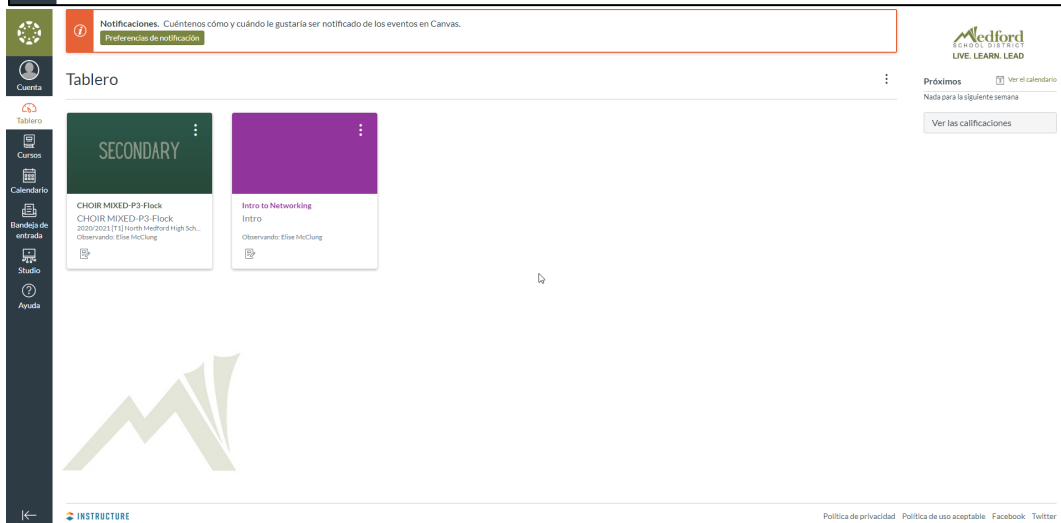 Notificaciones. Cuéntenos cómo y cuándo le gustaría ser notificado de los eventos en Canvas.
Preferencias de notificación
Cuenta
Tablero
Cursos
Calendario
Bandeja de
entrada
Studio
Ayuda
Tablero
SECONDARY
CHOIR MIXED-P3-Flock
CHOIR MIXED-P3-Flock
2020/2021 [T1] North Medford High Sch...
Observando: Elise McClung
Intro to Networking
Intro
Observando: Elise McClung
Medford
SCHOOL DISTRICT
LIVE. LEARN. LEAD
Próximos
Ver el calendario
Nada para la siguiente semana
Ver las calificaciones
INSTRUCTURE
Política de privacidad Política de uso aceptable Facebook Twitter